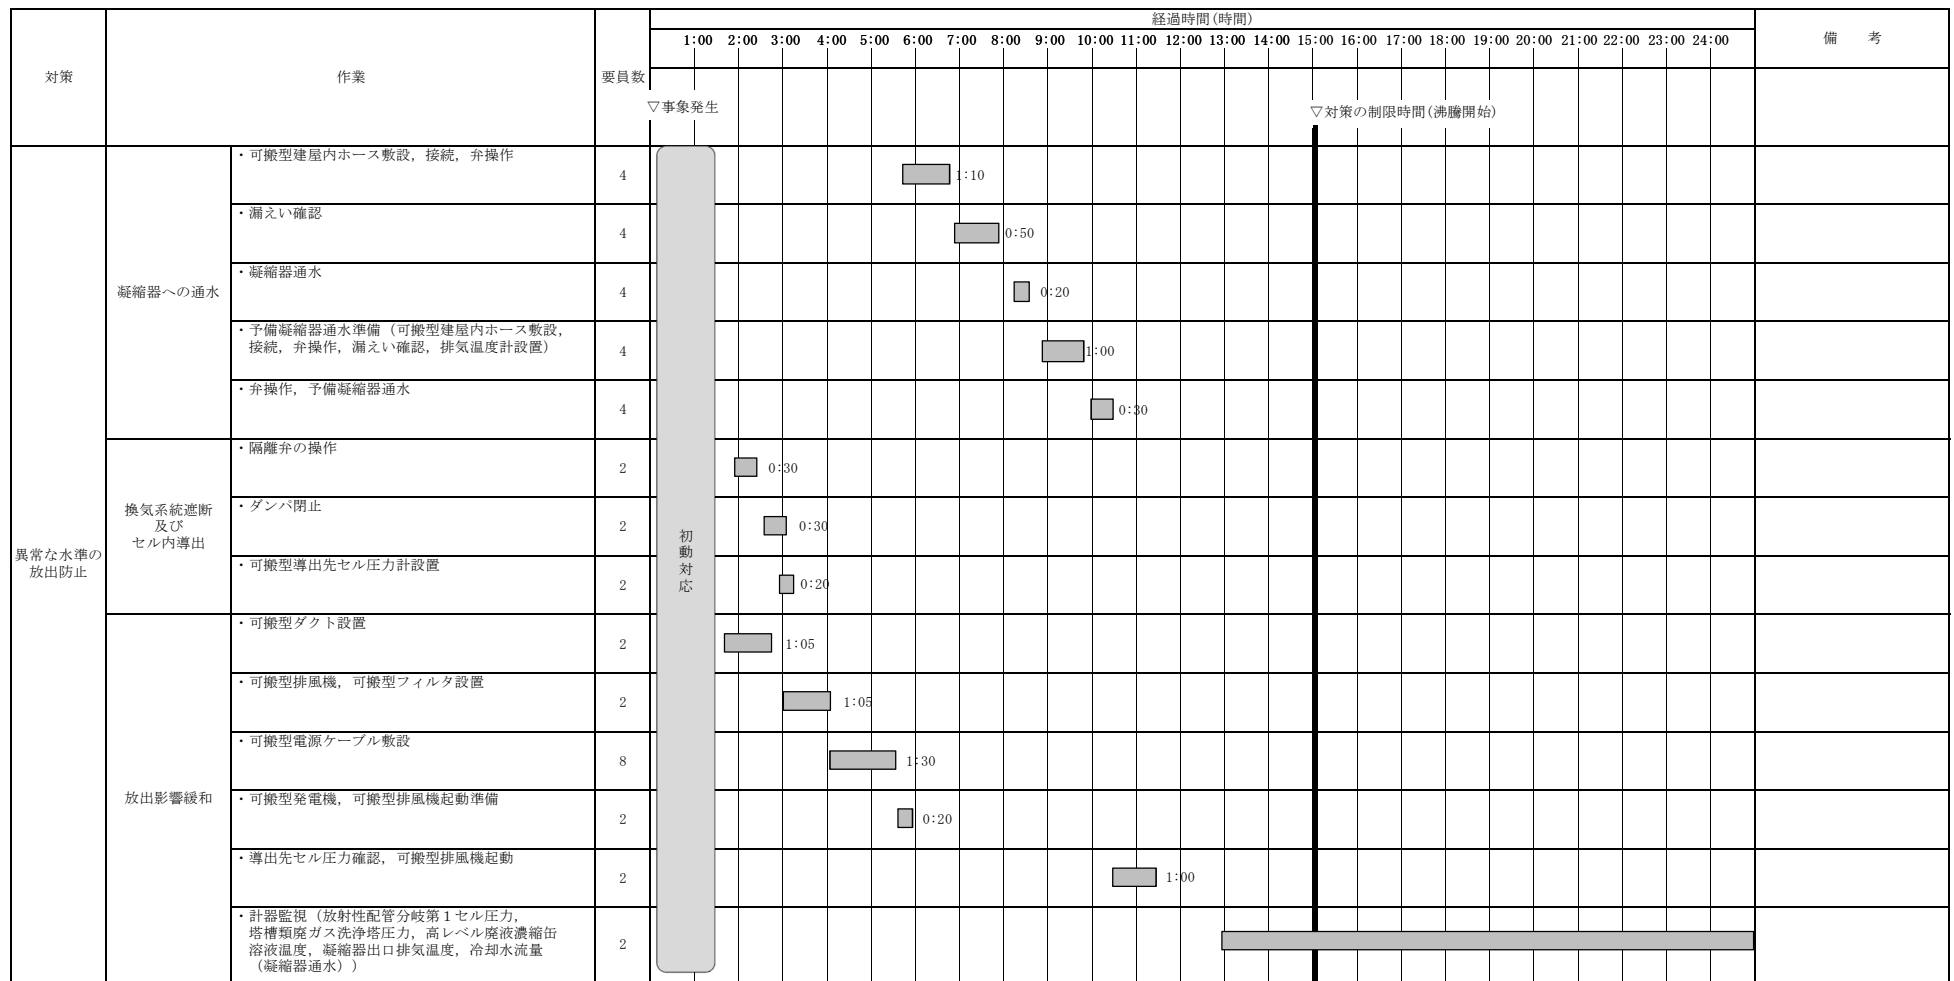 対策
作業
要員数
経過時間(時間)
備　考
1:00 2:00 3:00 4:00 5:00 6:00 7:00 8:00 9:00 10:00 11:00 12:00 13:00 14:00 15:00 16:00 17:00 18:00 19:00 20:00 21:00 22:00 23:00 24:00
▽事象発生
▽対策の制限時間(沸騰開始)
異常な水準の
放出防止
初動対応
凝縮器への通水
・可搬型建屋内ホース敷設，接続，弁操作
4
1:10
・漏えい確認
4
0:50
・凝縮器通水
4
0:20
・予備凝縮器通水準備（可搬型建屋内ホース敷設，
接続，弁操作，漏えい確認，排気温度計設置）
4
1:00
・弁操作，予備凝縮器通水
4
0:30
換気系統遮断
及び
セル内導出
・隔離弁の操作
2
0:30
・ダンパ閉止
2
0:30
・可搬型導出先セル圧力計設置
2
0:20
放出影響緩和
・可搬型ダクト設置
2
1:05
・可搬型排風機，可搬型フィルタ設置
2
1:05
・可搬型電源ケーブル敷設
8
1:30
・可搬型発電機，可搬型排風機起動準備
2
0:20
・導出先セル圧力確認，可搬型排風機起動
2
1:00
・計器監視（放射性配管分岐第１セル圧力，
塔槽類廃ガス洗浄塔圧力，高レベル廃液濃縮缶
溶液温度，凝縮器出口排気温度，冷却水流量
（凝縮器通水））
2